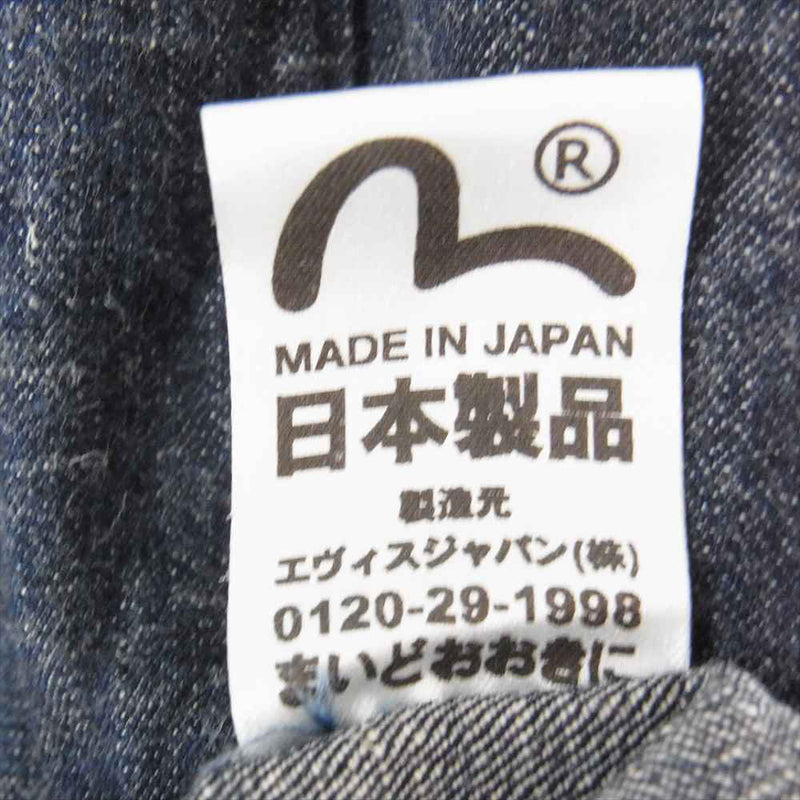 ®
MADE IN JAPAN
日本製品
製造元
エヴィスジャパン(株)
0120-29-1998
まいどおおきに